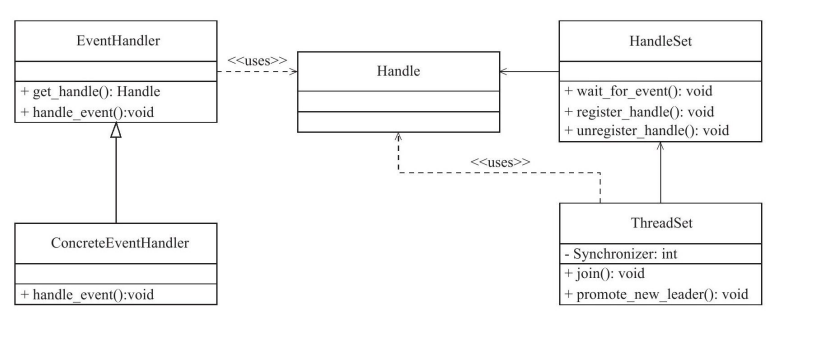 EventHandler
+ get_handle(): Handle
+ handle_event():void
<<uses>>
Handle
HandleSet
+ wait_for_event(): void
+ register_handle(): void
+ unregister_handle(): void
<<uses>>
ConcreteEventHandler
+ handle_event():void
ThreadSet
- Synchronizer: int
+ join(): void
+ promote_new_leader(): void